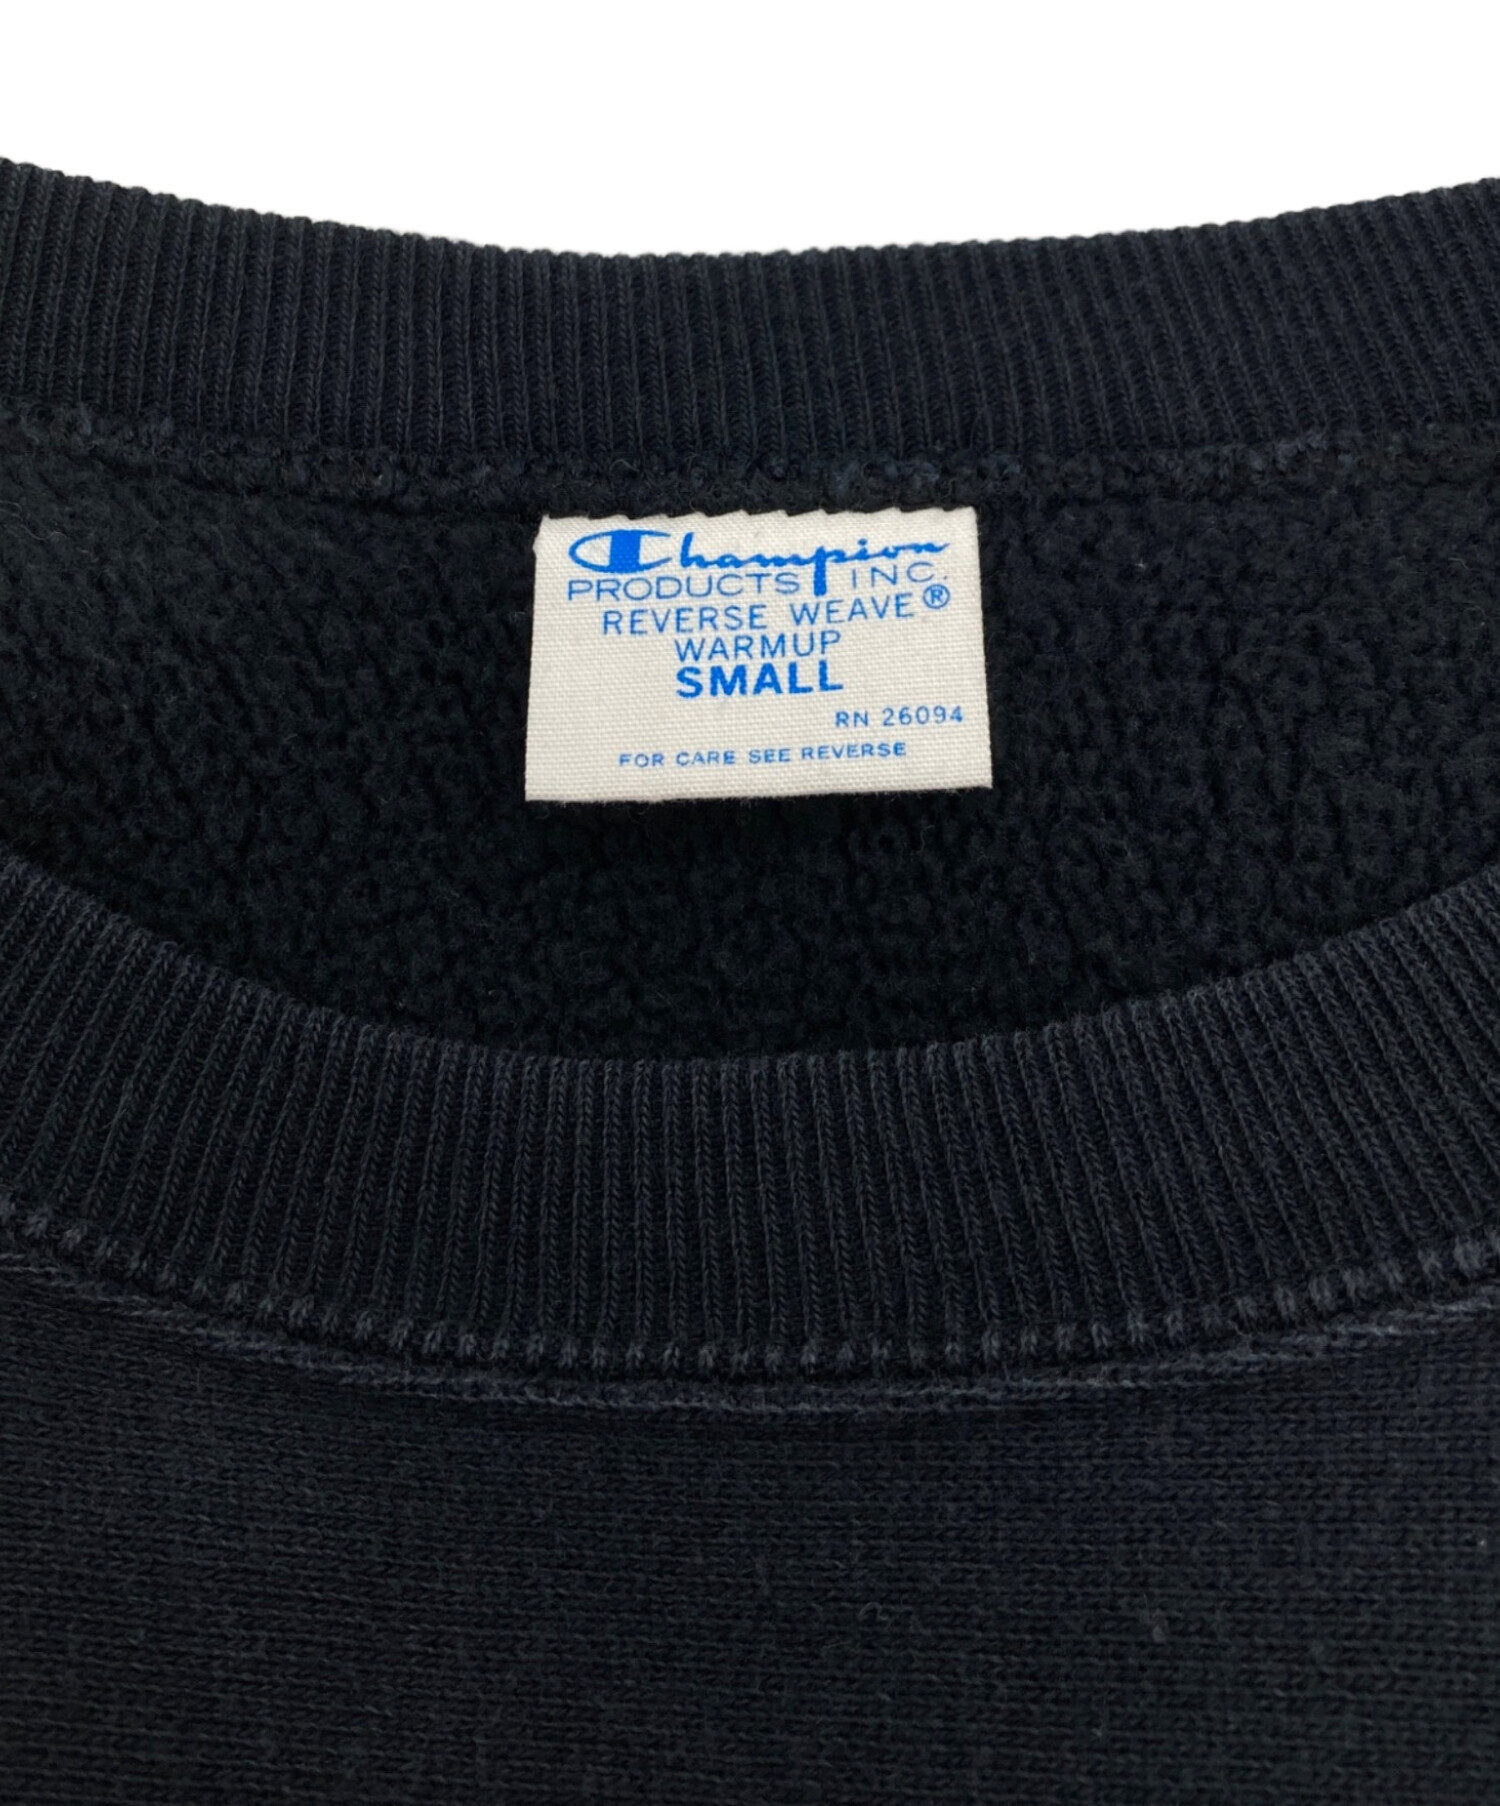 Champion
PRODUCTS INC.
REVERSE WEAVE®
WARMUP
SMALL
RN 26094
FOR CARE SEE REVERSE